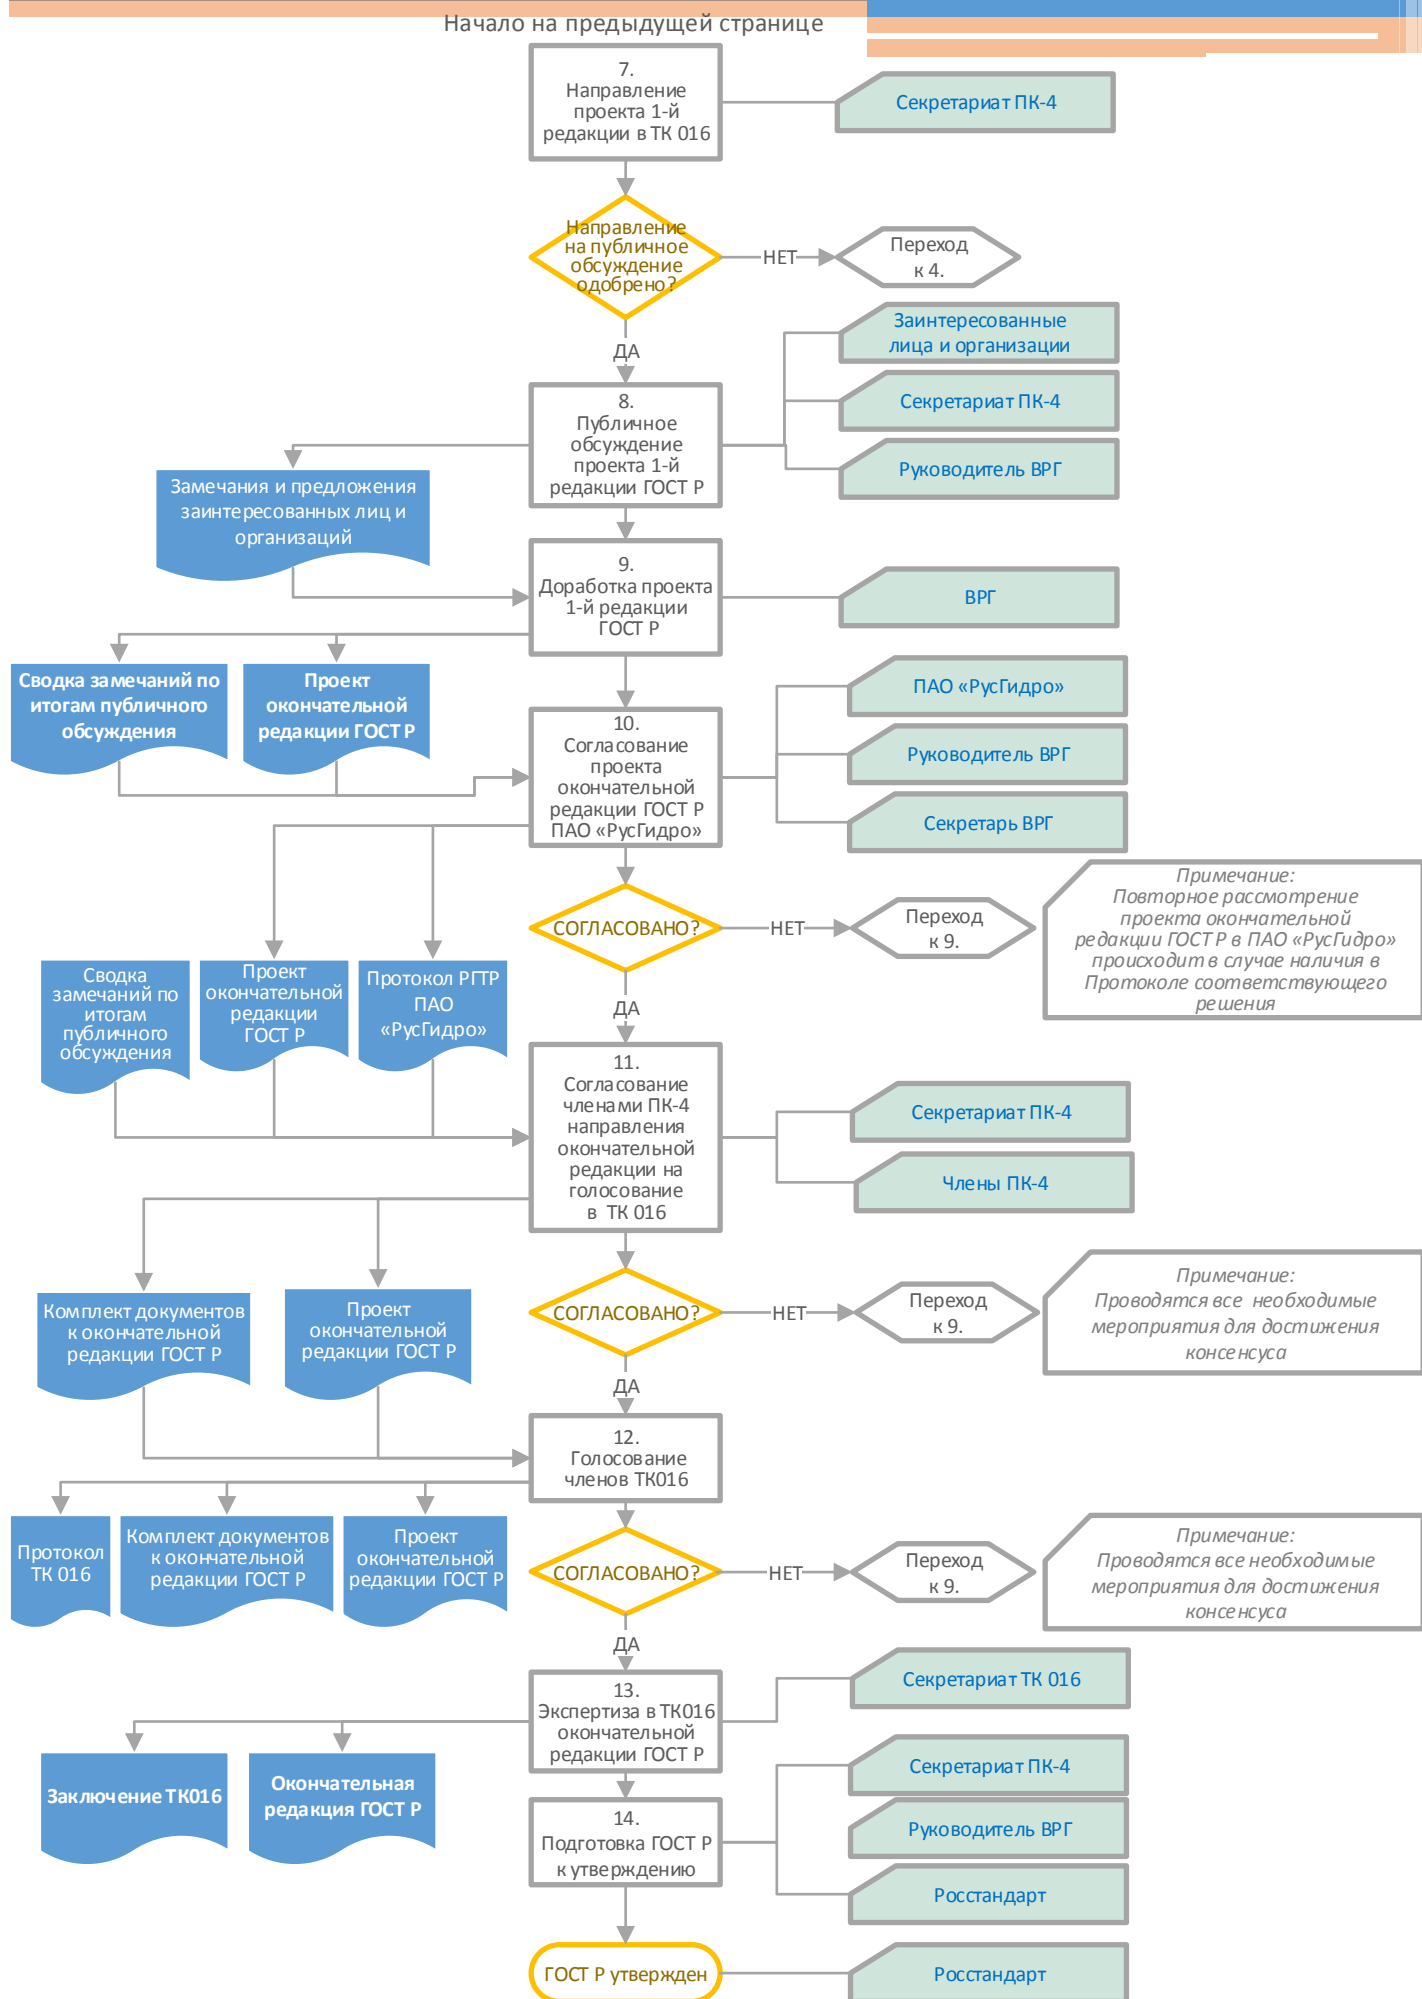 Начало на предыдущей странице
7.
Направление
проекта 1-й
редакции в ТК 016
Секретариат ПК-4
Направление
на публичное
обсуждение
одобрено?
НЕТ
Переход
к 4.
ДА
Заинтересованные
лица и организации
Секретариат ПК-4
Руководитель ВРГ
8.
Публичное
обсуждение
проекта 1-й
редакции ГОСТ Р
Замечания и предложения
заинтересованных лиц и
организаций
9.
Доработка проекта
1-й редакции
ГОСТ Р
ВРГ
Сводка замечаний по
итогам публичного
обсуждения
Проект
окончательной
редакции ГОСТ Р
10.
Согласование
проекта
окончательной
редакции ГОСТ Р
ПАО «РусГидро»
ПАО «РусГидро»
Руководитель ВРГ
Секретарь ВРГ
СОГЛАСОВАНО?
НЕТ
Переход
к 9.
Примечание:
Повторное рассмотрение
проекта окончательной
редакции ГОСТ Р в ПАО «РусГидро»
происходит в случае наличия в
Протоколе соответствующего
решения
ДА
Сводка
замечаний по
итогам
публичного
обсуждения
Проект
окончательной
редакции
ГОСТ Р
Протокол РГТР
ПАО
«РусГидро»
11.
Согласование
членами ПК-4
направления
окончательной
редакции на
голосование
в ТК 016
Секретариат ПК-4
Члены ПК-4
Комплект документов
к окончательной
редакции ГОСТ Р
Проект
окончательной
редакции ГОСТ Р
СОГЛАСОВАНО?
НЕТ
Переход
к 9.
Примечание:
Проводятся все необходимые
мероприятия для достижения
консенсуса
ДА
12.
Голосование
членов ТК016
Протокол
ТК 016
Комплект документов
к окончательной
редакции ГОСТ Р
Проект
окончательной
редакции ГОСТ Р
СОГЛАСОВАНО?
НЕТ
Переход
к 9.
Примечание:
Проводятся все необходимые
мероприятия для достижения
консенсуса
ДА
13.
Экспертиза в ТК016
окончательной
редакции ГОСТ Р
Секретариат ТК 016
Заключение ТК016
Окончательная
редакция ГОСТ Р
14.
Подготовка ГОСТ Р
к утверждению
Секретариат ПК-4
Руководитель ВРГ
Росстандарт
ГОСТ Р утвержден
Росстандарт